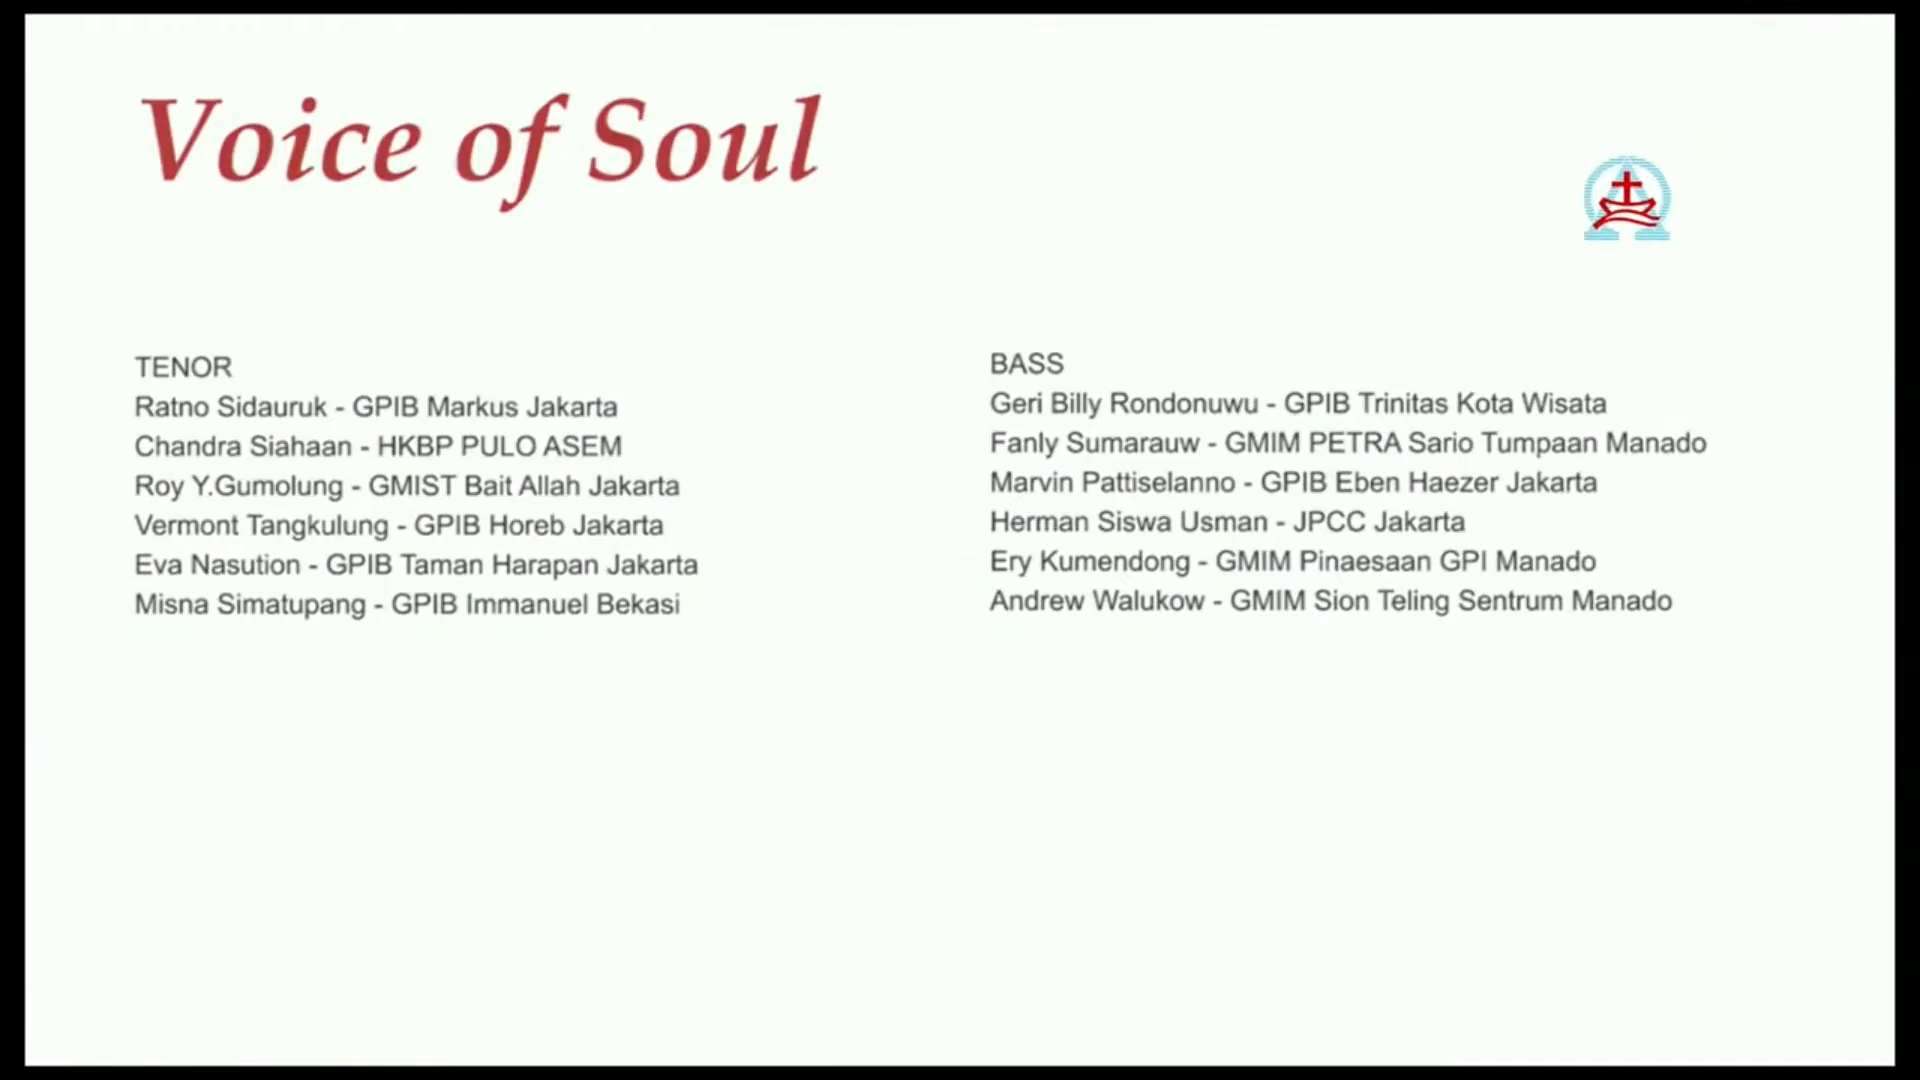 Voice of Soul
TENOR
Ratno Sidauruk - GPIB Markus Jakarta
Chandra Siahaan - HKBP PULO ASEM
Roy Y.Gumolung - GMIST Bait Allah Jakarta
Vermont Tangkulung - GPIB Horeb Jakarta
Eva Nasution - GPIB Taman Harapan Jakarta
Misna Simatupang - GPIB Immanuel Bekasi
BASS
Geri Billy Rondonuwu - GPIB Trinitas Kota Wisata
Fanly Sumarauw - GMIM PETRA Sario Tumpaan Manado
Marvin Pattiselanno - GPIB Eben Haezer Jakarta
Herman Siswa Usman - JPCC Jakarta
Ery Kumendong - GMIM Pinaesaan GPI Manado
Andrew Walukow - GMIM Sion Teling Sentrum Manado